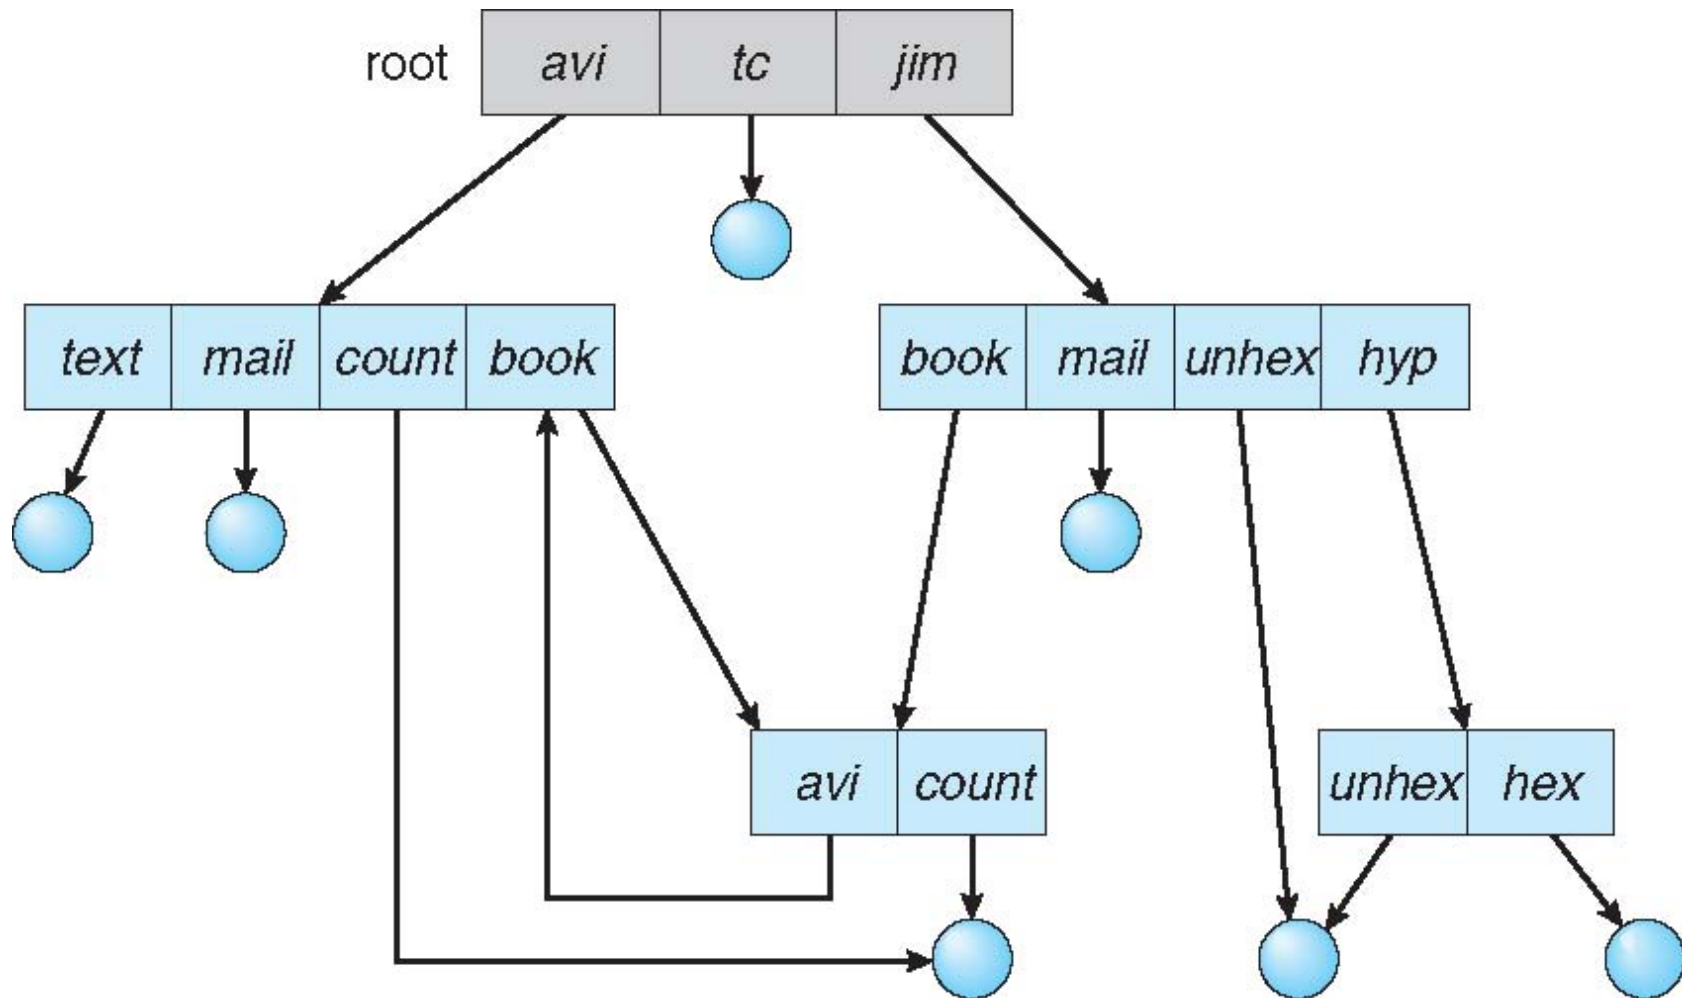 root avi tc jim
text mail count book
book mail unhex hyp
avi count
unhex hex